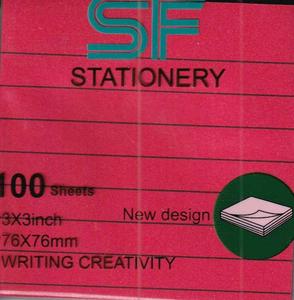 SF
STATIONERY
100 Sheets
3X3inch
New design
76X76mm
WRITING CREATIVITY